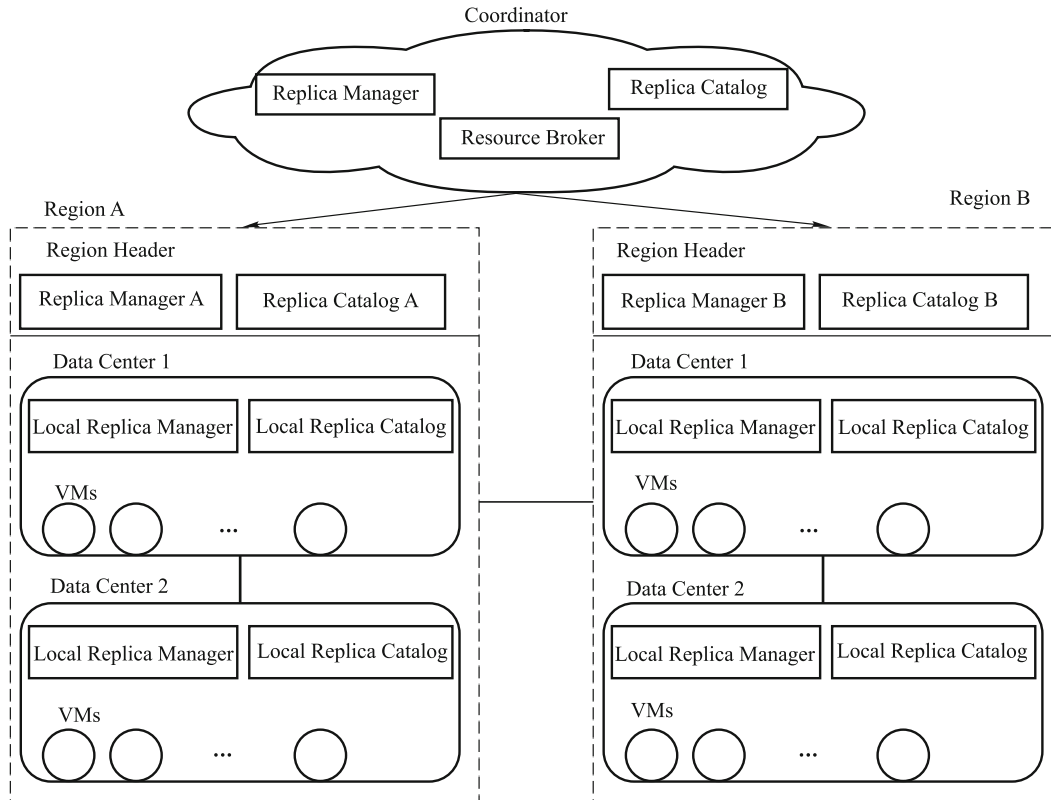 Coordinator
Replica Manager
Replica Catalog
Resource Broker
Region A
Region B
Region Header
Replica Manager A
Replica Catalog A
Data Center 1
Local Replica Manager
Local Replica Catalog
VMs
...
Data Center 2
Local Replica Manager
Local Replica Catalog
VMs
...
Region Header
Replica Manager B
Replica Catalog B
Data Center 1
Local Replica Manager
Local Replica Catalog
VMs
...
Data Center 2
Local Replica Manager
Local Replica Catalog
VMs
...